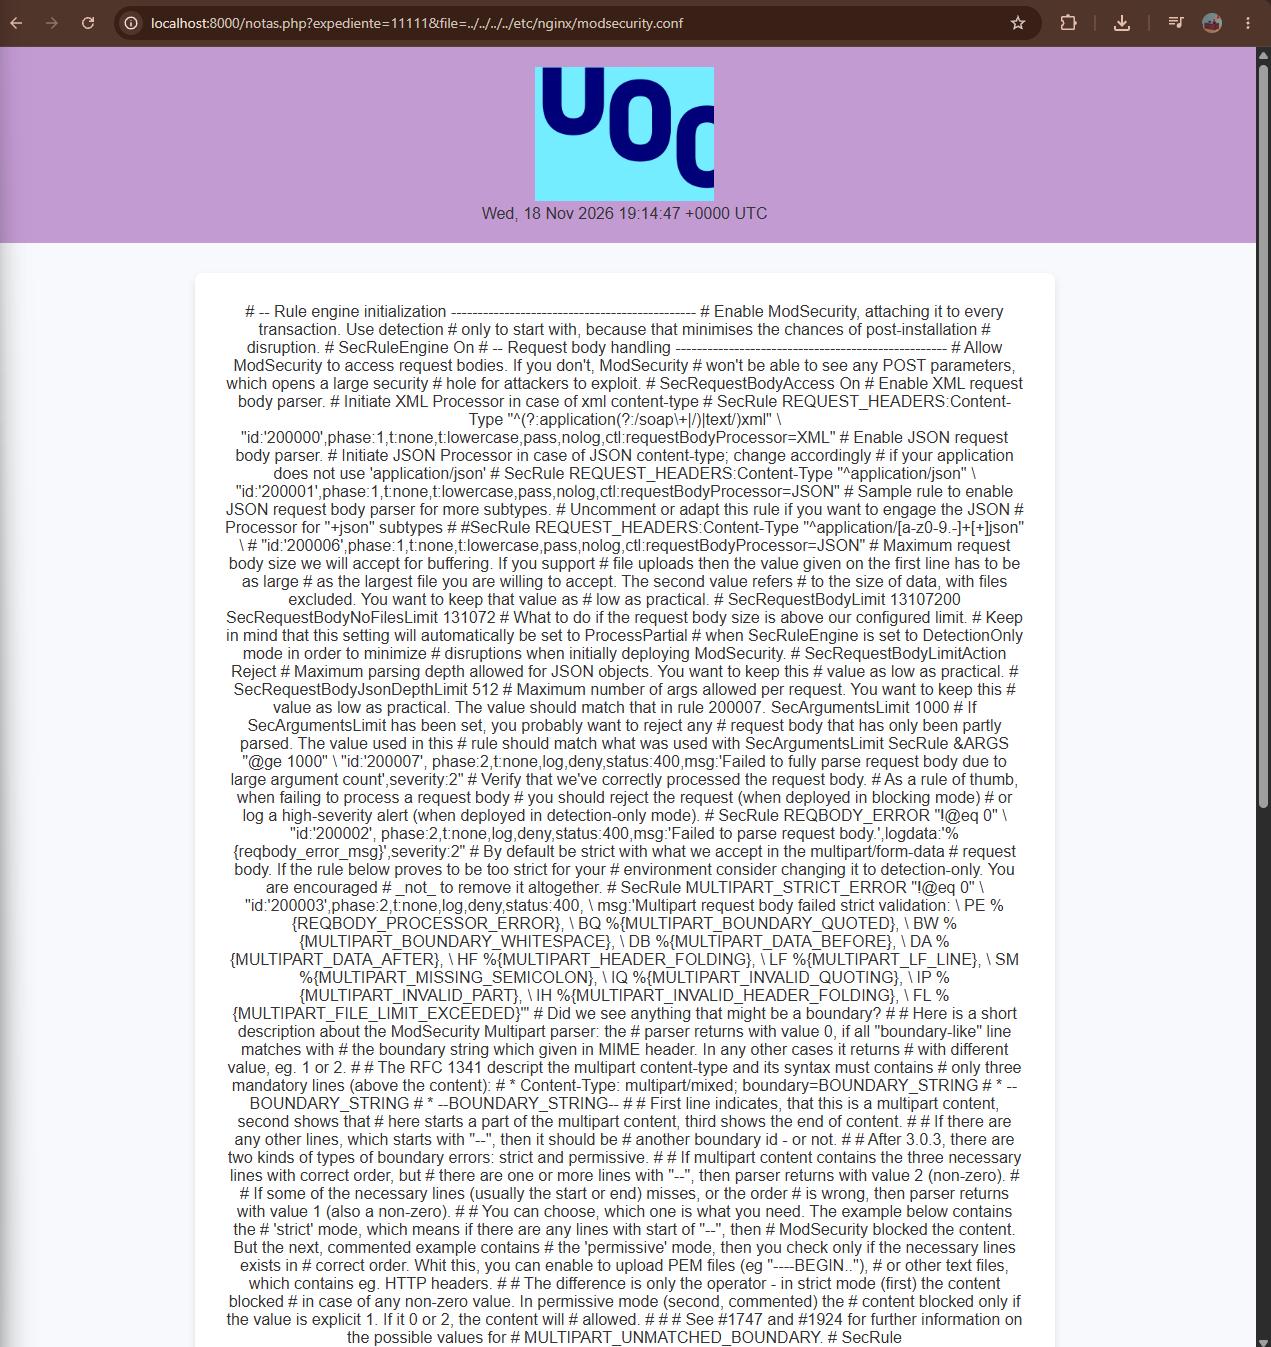 localhost:8000/notas.php?expediente=11111&file=../../../../etc/nginx/modsecurity.conf
UOC
Wed, 18 Nov 2026 19:14:47 +0000 UTC
# -- Rule engine initialization ---------------------------------------------- # Enable ModSecurity, attaching it to every
transaction. Use detection # only to start with, because that minimises the chances of post-installation #
disruption. # SecRuleEngine On # -- Request body handling --------------------------------------------------- # Allow
ModSecurity to access request bodies. If you don't, ModSecurity # won't be able to see any POST parameters,
which opens a large security # hole for attackers to exploit. # SecRequestBodyAccess On # Enable XML request
body parser. # Initiate XML Processor in case of xml content-type # SecRule REQUEST_HEADERS:Content-
Type "^(?:application(?:/soap\+|/)|text/)xml" \
"id:'200000',phase:1,t:none,t:lowercase,pass,nolog,ctl:requestBodyProcessor=XML" # Enable JSON request
body parser. # Initiate JSON Processor in case of JSON content-type; change accordingly # if your application
does not use 'application/json' # SecRule REQUEST_HEADERS:Content-Type "^application/json" \
"id:'200001',phase:1,t:none,t:lowercase,pass,nolog,ctl:requestBodyProcessor=JSON" # Sample rule to enable
JSON request body parser for more subtypes. # Uncomment or adapt this rule if you want to engage the JSON #
Processor for "+json" subtypes # #SecRule REQUEST_HEADERS:Content-Type "^application/[a-z0-9.-]+[+]json"
\ # "id:'200006',phase:1,t:none,t:lowercase,pass,nolog,ctl:requestBodyProcessor=JSON" # Maximum request
body size we will accept for buffering. If you support # file uploads then the value given on the first line has to be
as large # as the largest file you are willing to accept. The second value refers # to the size of data, with files
excluded. You want to keep that value as # low as practical. # SecRequestBodyLimit 13107200
SecRequestBodyNoFilesLimit 131072 # What to do if the request body size is above our configured limit. # Keep
in mind that this setting will automatically be set to ProcessPartial # when SecRuleEngine is set to DetectionOnly
mode in order to minimize # disruptions when initially deploying ModSecurity. # SecRequestBodyLimitAction
Reject # Maximum parsing depth allowed for JSON objects. You want to keep this # value as low as practical. #
SecRequestBodyJsonDepthLimit 512 # Maximum number of args allowed per request. You want to keep this #
value as low as practical. The value should match that in rule 200007. SecArgumentsLimit 1000 # If
SecArgumentsLimit has been set, you probably want to reject any # request body that has only been partly
parsed. The value used in this # rule should match what was used with SecArgumentsLimit SecRule &ARGS
"@ge 1000" \ "id:'200007', phase:2,t:none,log,deny,status:400,msg:'Failed to fully parse request body due to
large argument count',severity:2" # Verify that we've correctly processed the request body. # As a rule of thumb,
when failing to process a request body # you should reject the request (when deployed in blocking mode) # or
log a high-severity alert (when deployed in detection-only mode). # SecRule REQBODY_ERROR "!@eq 0" \
"id:'200002', phase:2,t:none,log,deny,status:400,msg:'Failed to parse request body.',logdata:'%
{reqbody_error_msg}',severity:2" # By default be strict with what we accept in the multipart/form-data # request
body. If the rule below proves to be too strict for your # environment consider changing it to detection-only. You
are encouraged # _not_ to remove it altogether. # SecRule MULTIPART_STRICT_ERROR "!@eq 0" \
"id:'200003',phase:2,t:none,log,deny,status:400, \ msg:'Multipart request body failed strict validation: \ PE %
{REQBODY_PROCESSOR_ERROR}, \ BQ %{MULTIPART_BOUNDARY_QUOTED}, \ BW %
{MULTIPART_BOUNDARY_WHITESPACE}, \ DB %{MULTIPART_DATA_BEFORE}, \ DA %
{MULTIPART_DATA_AFTER}, \ HF %{MULTIPART_HEADER_FOLDING}, \ LF %{MULTIPART_LF_LINE}, \ SM
%{MULTIPART_MISSING_SEMICOLON}, \ IQ %{MULTIPART_INVALID_QUOTING}, \ IP %
{MULTIPART_INVALID_PART}, \ IH %{MULTIPART_INVALID_HEADER_FOLDING}, \ FL %
{MULTIPART_FILE_LIMIT_EXCEEDED}'" # Did we see anything that might be a boundary? # # Here is a short
description about the ModSecurity Multipart parser: the # parser returns with value 0, if all "boundary-like" line
matches with # the boundary string which given in MIME header. In any other cases it returns # with different
value, eg. 1 or 2. # # The RFC 1341 descript the multipart content-type and its syntax must contains # only three
mandatory lines (above the content): # * Content-Type: multipart/mixed; boundary=BOUNDARY_STRING # * --
BOUNDARY_STRING # * --BOUNDARY_STRING-- # # First line indicates, that this is a multipart content,
second shows that # here starts a part of the multipart content, third shows the end of content. # # If there are
any other lines, which starts with "--", then it should be # another boundary id - or not. # # After 3.0.3, there are
two kinds of types of boundary errors: strict and permissive. # # If multipart content contains the three necessary
lines with correct order, but # there are one or more lines with "--", then parser returns with value 2 (non-zero). #
# If some of the necessary lines (usually the start or end) misses, or the order # is wrong, then parser returns
with value 1 (also a non-zero). # # You can choose, which one is what you need. The example below contains
the # 'strict' mode, which means if there are any lines with start of "--", then # ModSecurity blocked the content.
But the next, commented example contains # the 'permissive' mode, then you check only if the necessary lines
exists in # correct order. Whit this, you can enable to upload PEM files (eg "----BEGIN.."), # or other text files,
which contains eg. HTTP headers. # # The difference is only the operator - in strict mode (first) the content
blocked # in case of any non-zero value. In permissive mode (second, commented) the # content blocked only if
the value is explicit 1. If it 0 or 2, the content will # allowed. # # # See #1747 and #1924 for further information on
the possible values for # MULTIPART_UNMATCHED_BOUNDARY. # SecRule